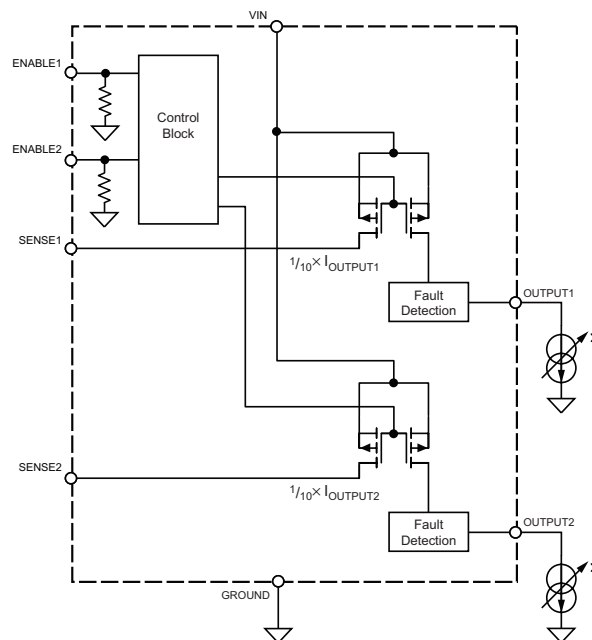 VIN
ENABLE1
Control
Block
ENABLE2
SENSE1
1/10× IOUTPUT1
Fault
Detection
OUTPUT1
SENSE2
1/10× IOUTPUT2
Fault
Detection
OUTPUT2
GROUND